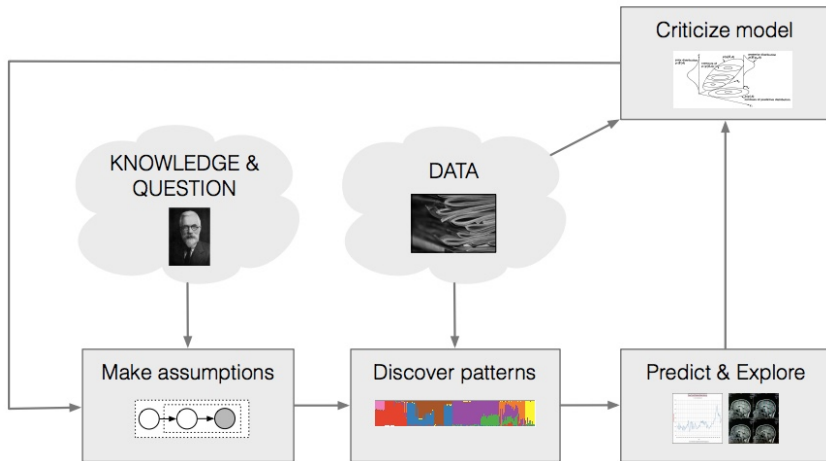 Criticize model
KNOWLEDGE &
QUESTION
DATA
Make assumptions
Discover patterns
Predict & Explore